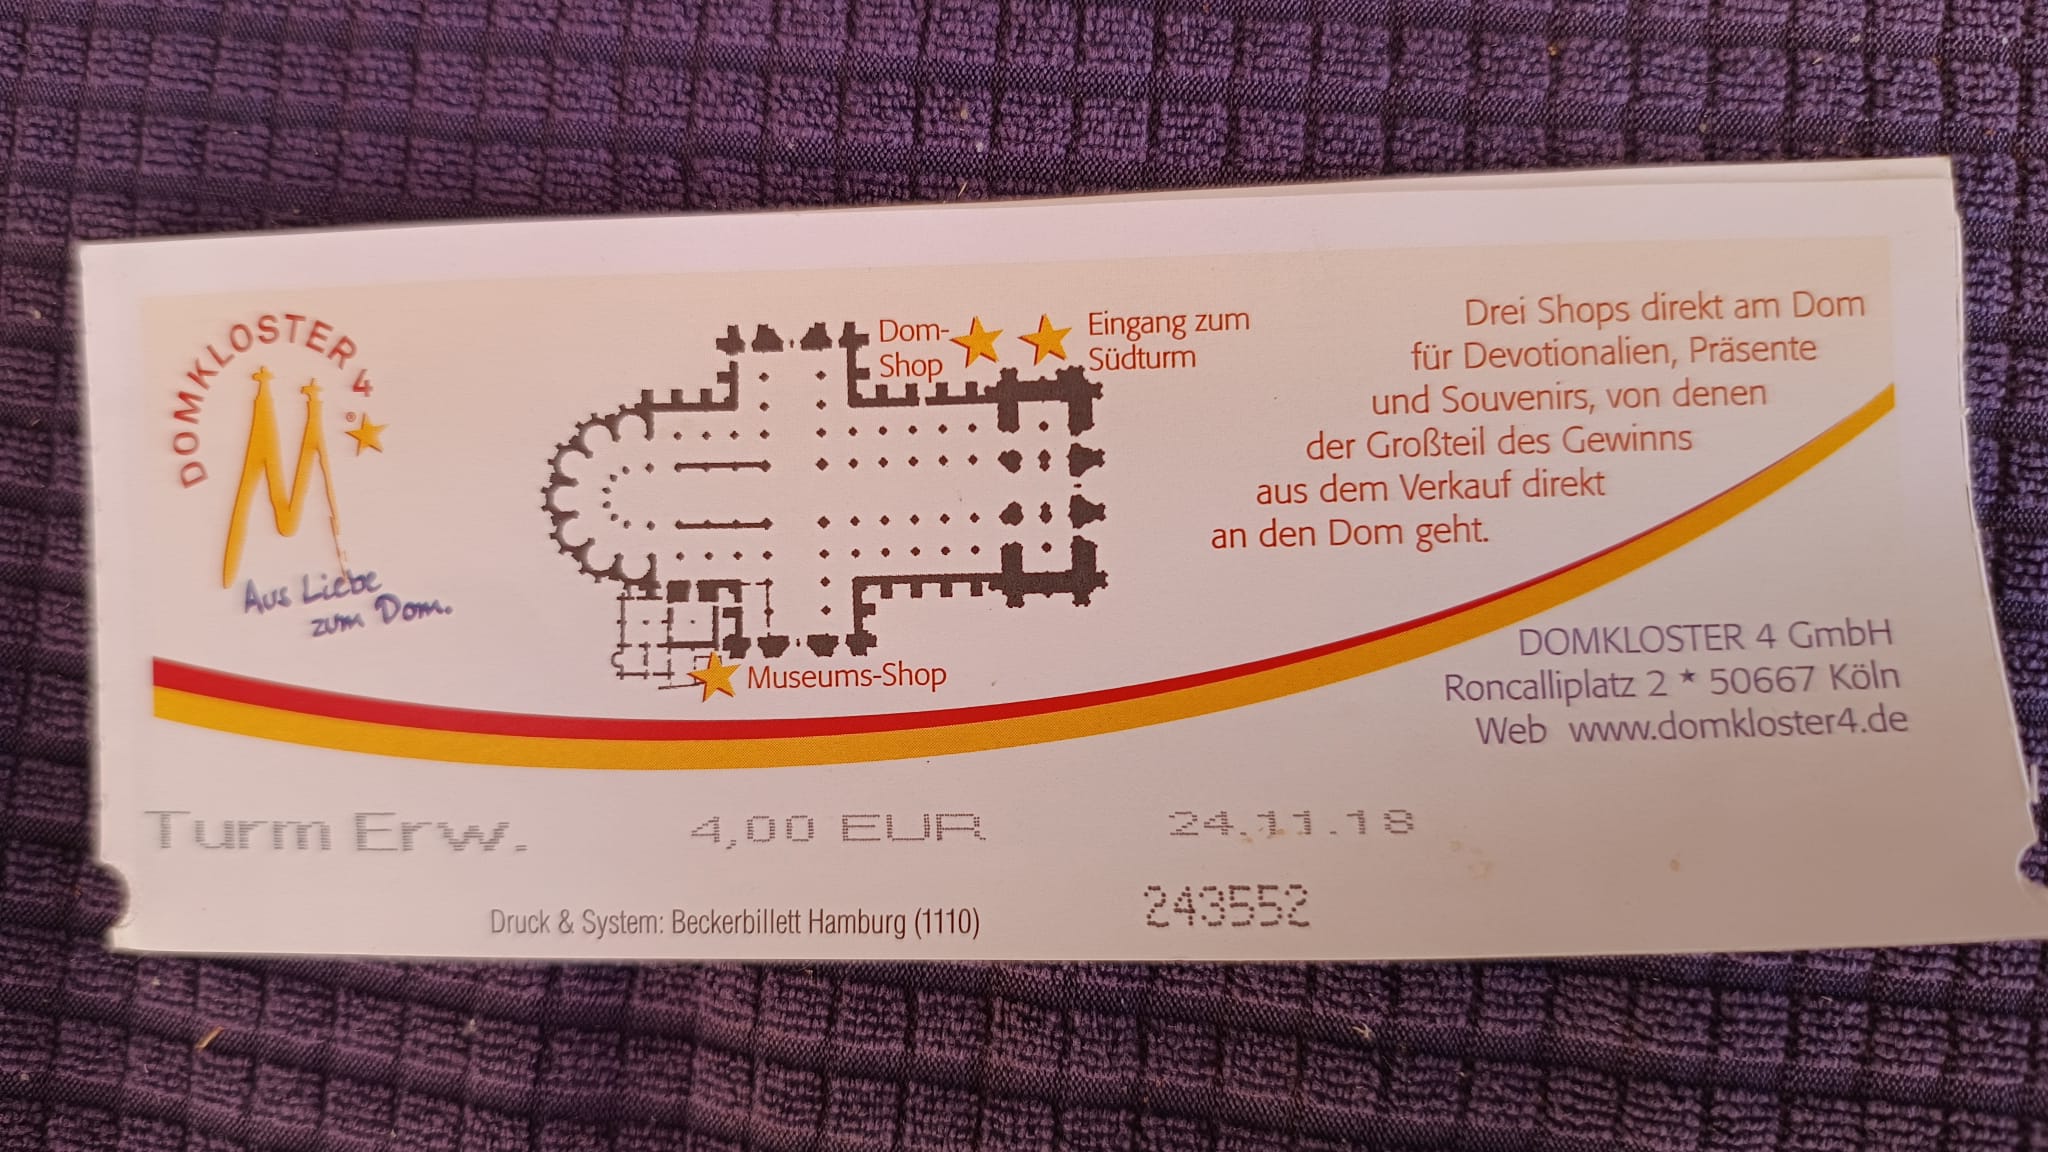 DOMKLOSTER 4
®
Aus Liebe
zum Dom.
Dom-
Shop
Eingang zum
Südturm
Museums-Shop
Drei Shops direkt am Dom
für Devotionalien, Präsente
und Souvenirs, von denen
der Großteil des Gewinns
aus dem Verkauf direkt
an den Dom geht.
DOMKLOSTER 4 GmbH
Roncalliplatz 2 * 50667 Köln
Web www.domkloster4.de
Turm Erw. 4,00 EUR 24.11.18
Druck & System: Beckerbillett Hamburg (1110) 243552